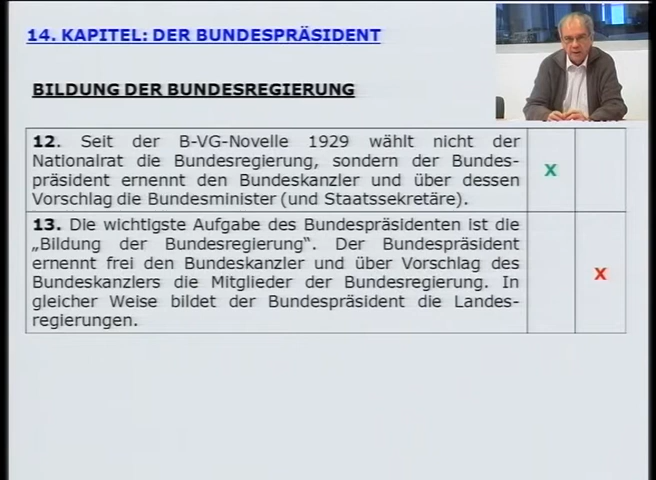 14. KAPITEL: DER BUNDESPRÄSIDENT
BILDUNG DER BUNDESREGIERUNG
12. Seit der B-VG-Novelle 1929 wählt nicht der
Nationalrat die Bundesregierung, sondern der Bundes-
präsident ernennt den Bundeskanzler und über dessen
Vorschlag die Bundesminister (und Staatssekretäre).
X
13. Die wichtigste Aufgabe des Bundespräsidenten ist die
„Bildung der Bundesregierung“. Der Bundespräsident
ernennt frei den Bundeskanzler und über Vorschlag des
Bundeskanzlers die Mitglieder der Bundesregierung. In
gleicher Weise bildet der Bundespräsident die Landes-
regierungen.
X